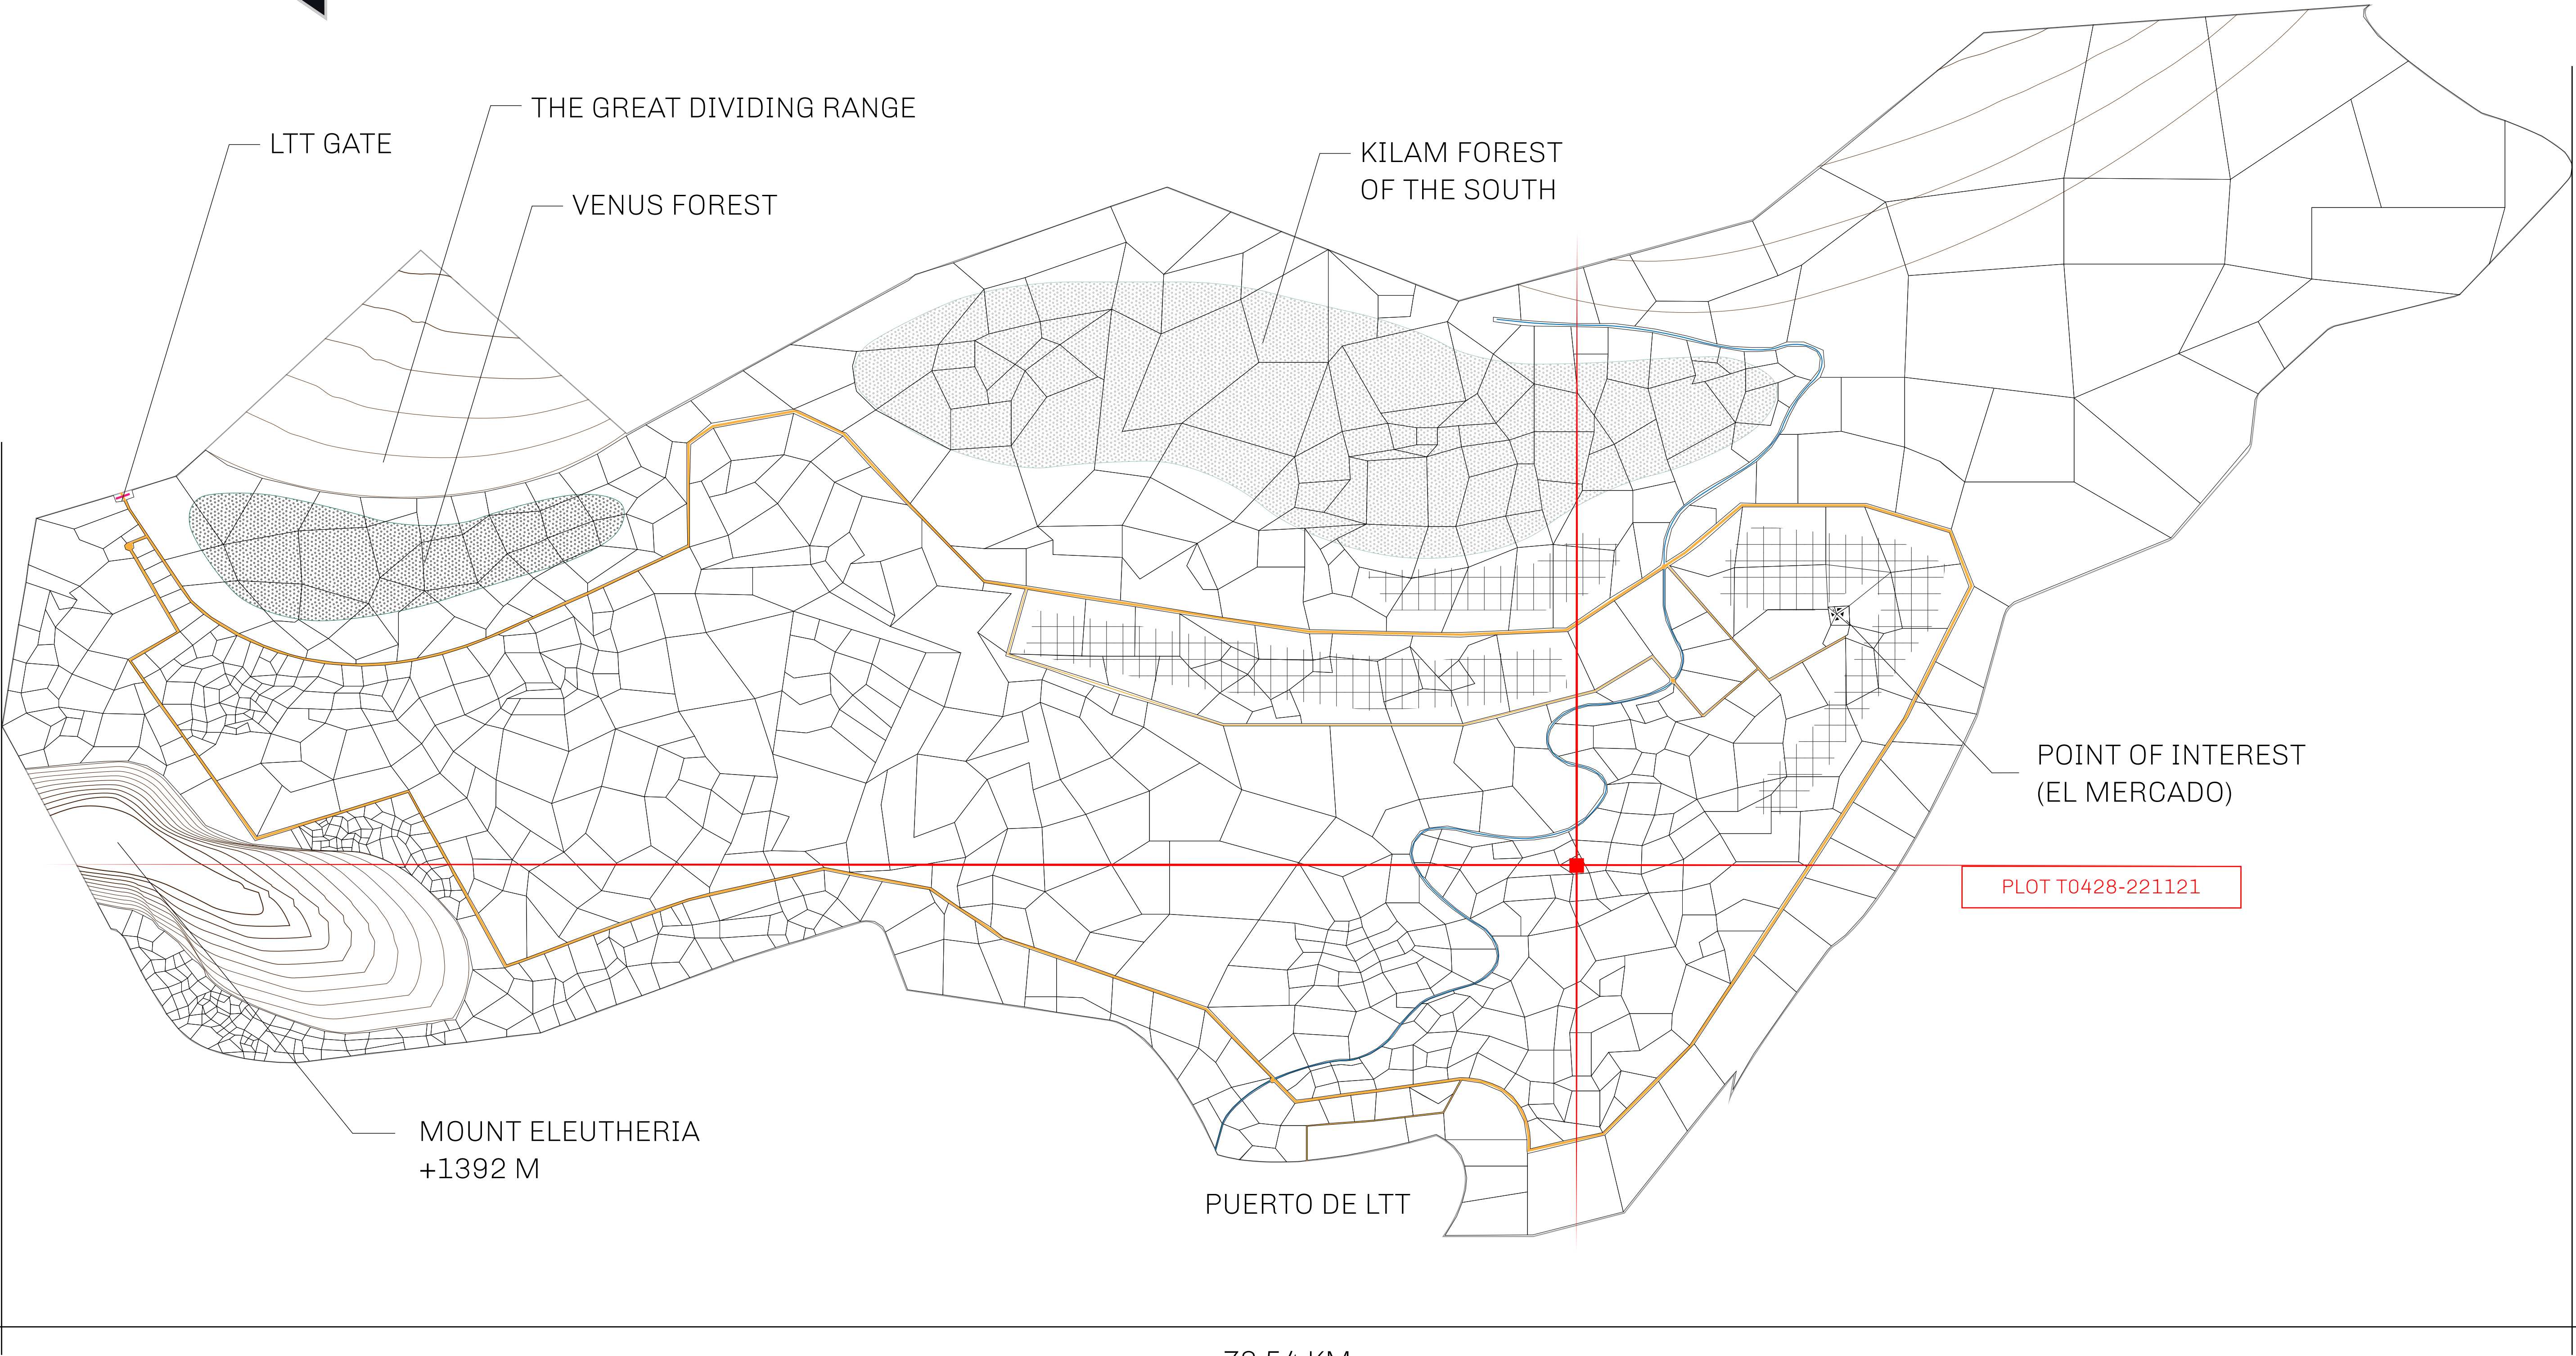 THE GREAT DIVIDING RANGE
LTT GATE
VENUS FOREST
KILAM FOREST
OF THE SOUTH
POINT OF INTEREST
(EL MERCADO)
PLOT T0428-221121
MOUNT ELEUTHERIA
+1392 M
PUERTO DE LTT
KM